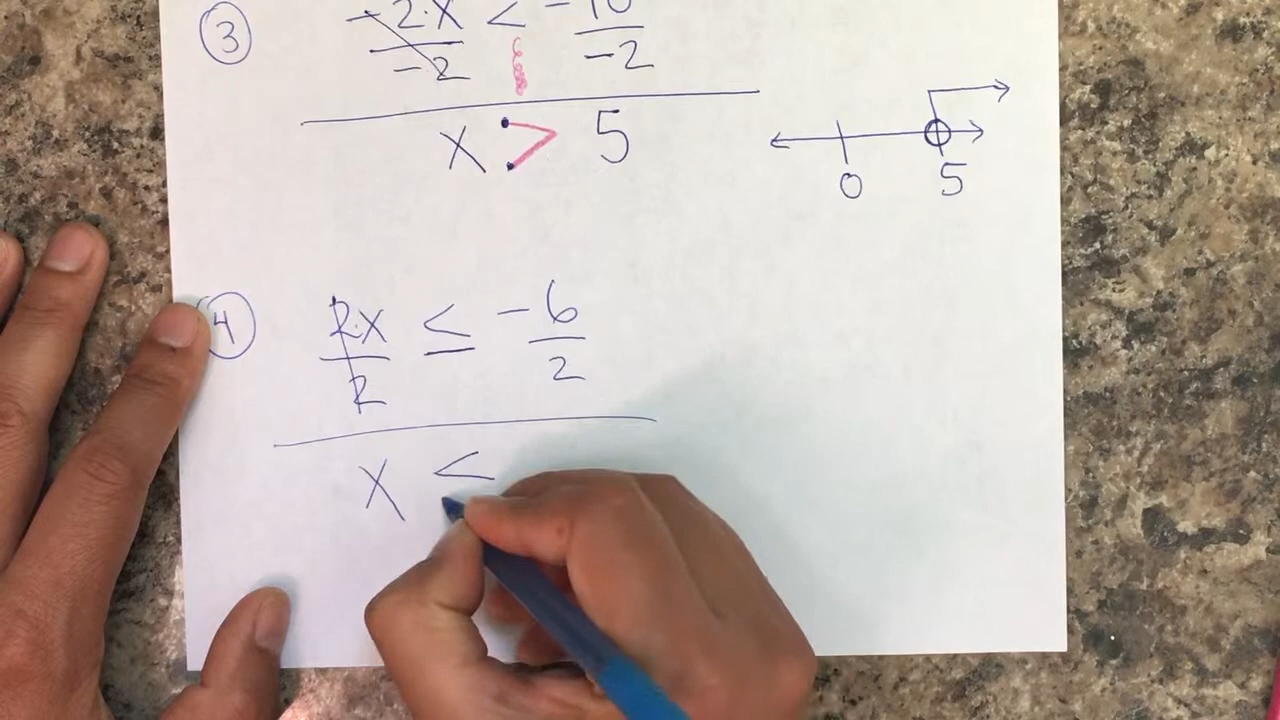 ③ -2·x < -10
-2 -2
x > 5
0 5
④ 2·x ≤ -6
2 2
x <